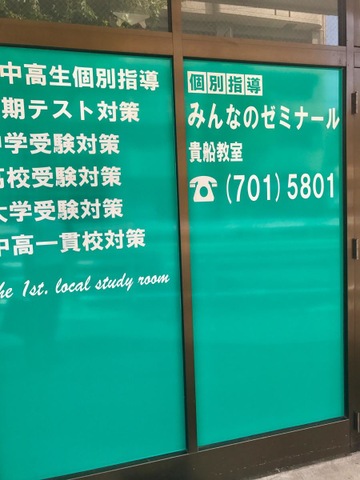 中高生個別指導
期テスト対策
中学受験対策
高校受験対策
大学受験対策
中高一貫校対策
he 1st. local study room
個別指導
みんなのゼミナール
貴船教室
☎(701)5801